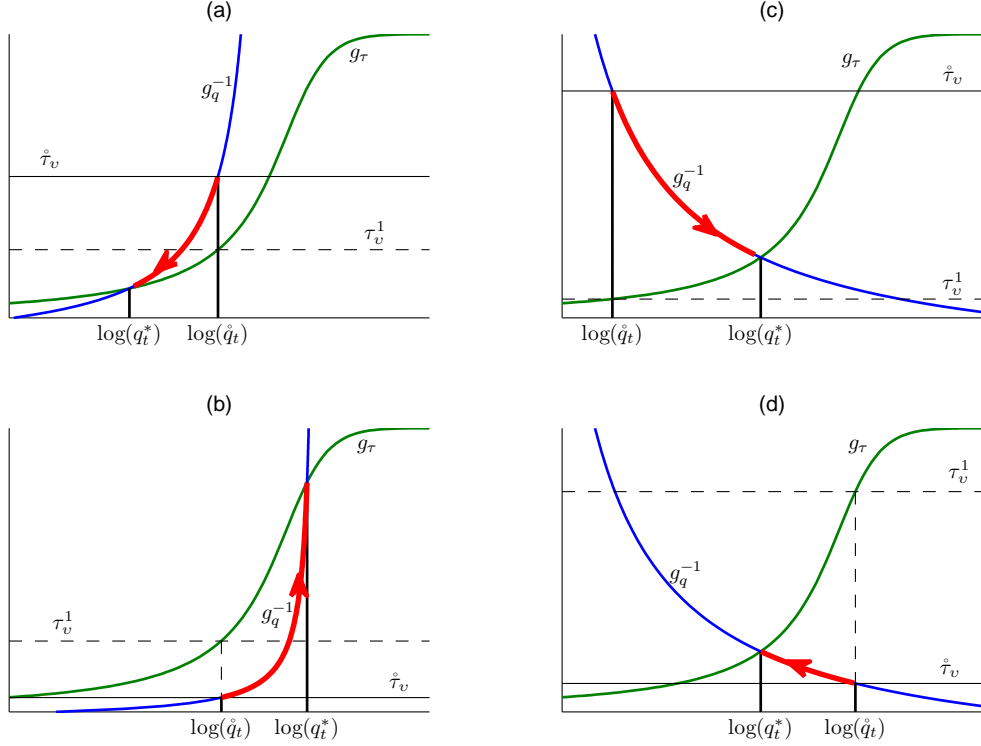 (a)
g_τ
g_q^{-1}
τ̊_υ
τ_υ^1
log(q_t^*)
log(q̊_t)
(c)
g_τ
τ̊_υ
g_q^{-1}
τ_υ^1
log(q̊_t)
log(q_t^*)
(b)
g_τ
τ_υ^1
g_q^{-1}
τ̊_υ
log(q̊_t)
log(q_t^*)
(d)
g_τ
τ_υ^1
g_q^{-1}
τ̊_υ
log(q_t^*)
log(q̊_t)